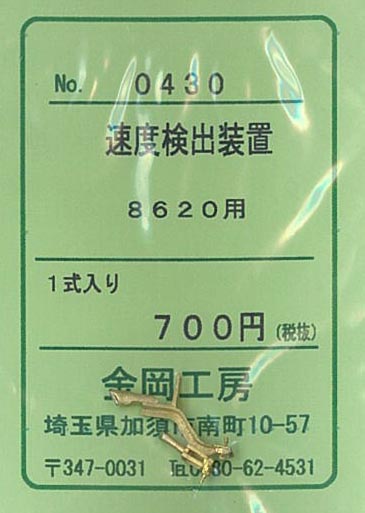 No. 0430
速度検出装置
8620用
1式入り
700円(税抜)
金岡工房
埼玉県加須 南町10-57
〒347-0031 ℡0 80-62-4531